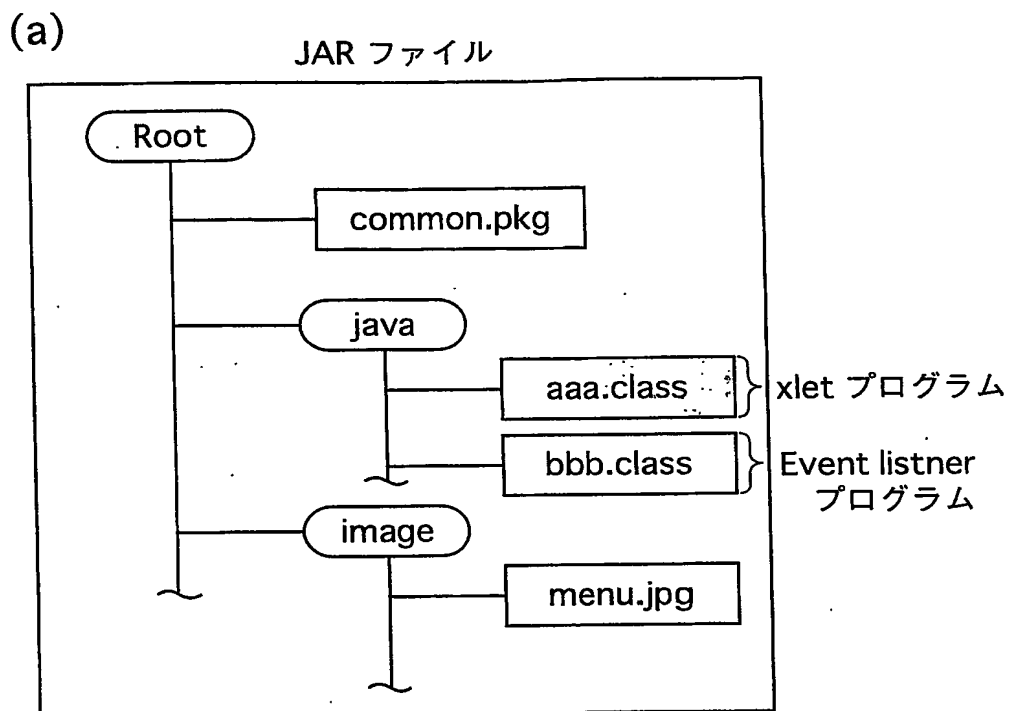 (a)
JAR ファイル
Root
common.pkg
java
aaa.class
xlet プログラム
bbb.class
Event listner
プログラム
image
menu.jpg